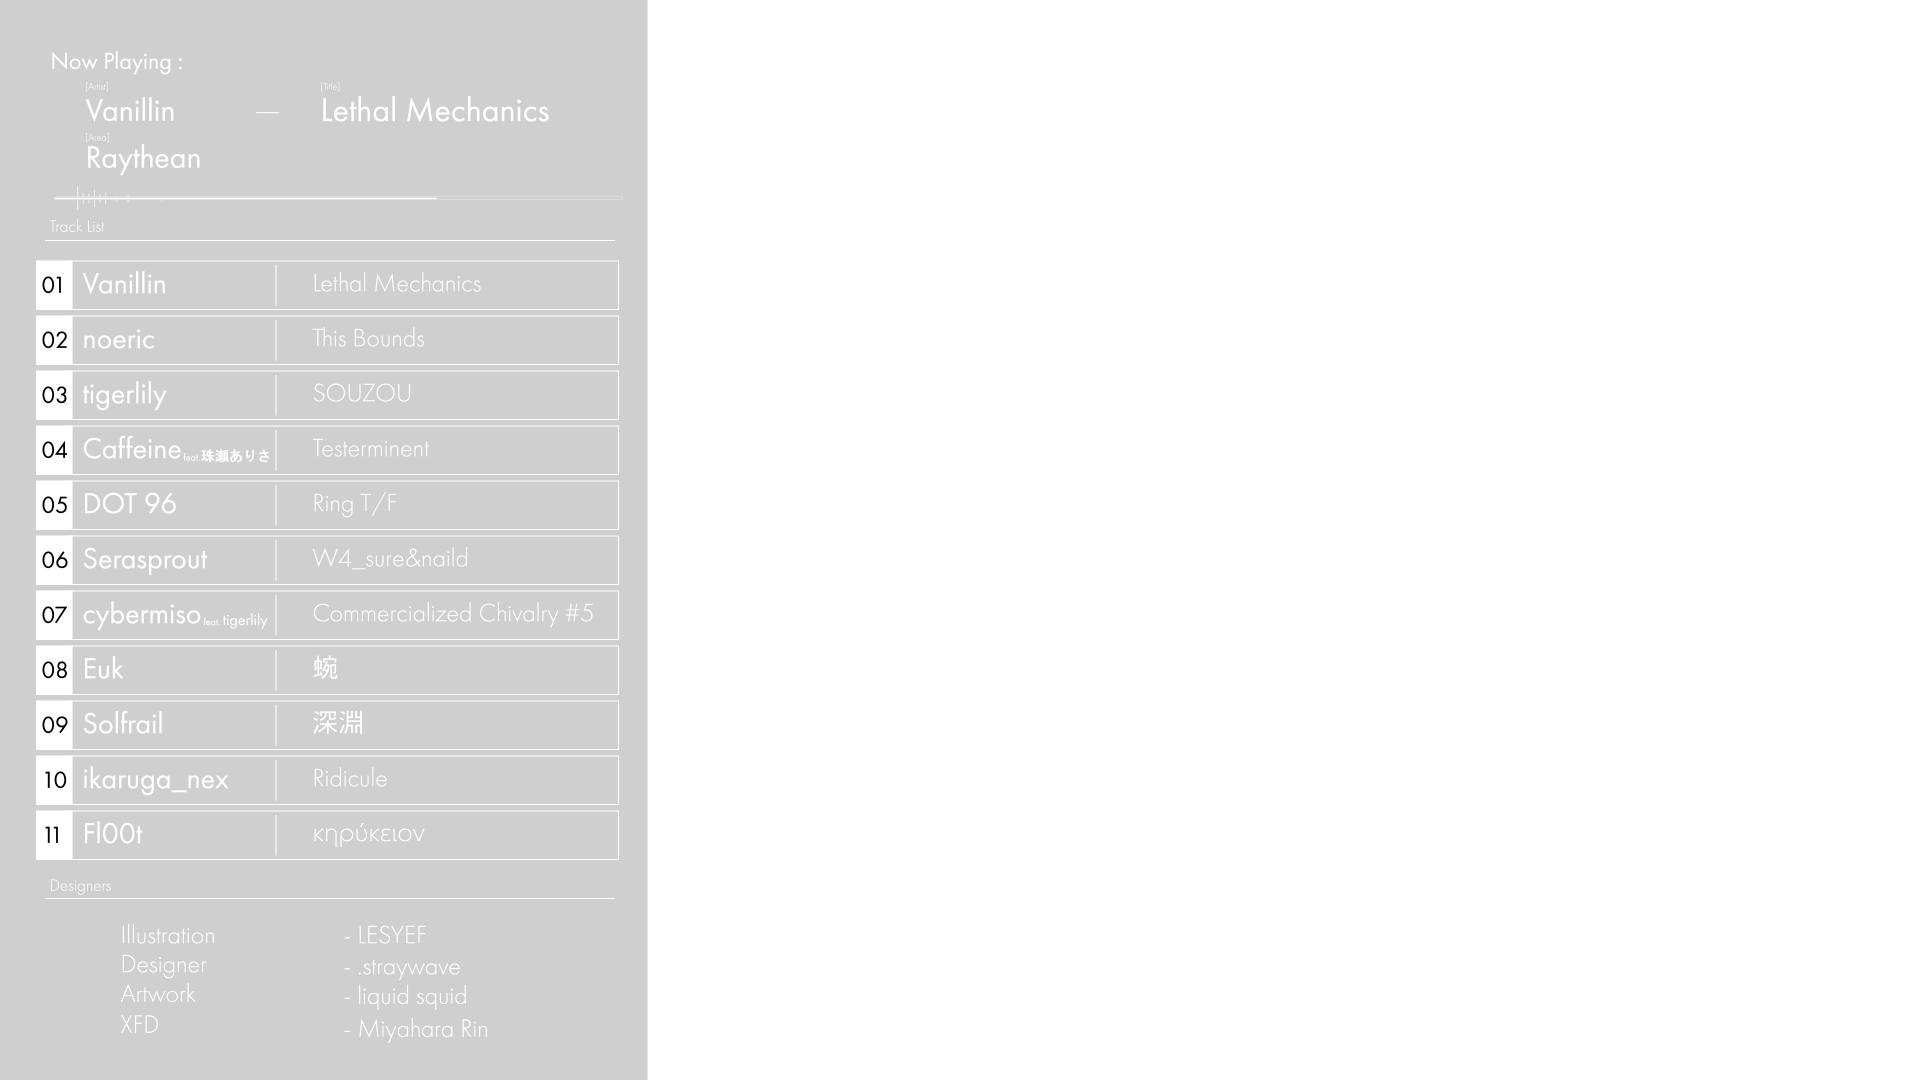 Now Playing :
[Artist] [Title]
Vanillin — Lethal Mechanics
[Area]
Raythean
Track List
01 Vanillin Lethal Mechanics
02 noeric This Bounds
03 tigerlily SOUZOU
04 Caffeine feat.珠瀬ありさ Testerminent
05 DOT 96 Ring T/F
06 Serasprout W4_sure&naild
07 cybermiso feat. tigerlily Commercialized Chivalry #5
08 Euk 蜿
09 Solfrail 深淵
10 ikaruga_nex Ridicule
11 Fl00t κηρύκειον
Designers
Illustration - LESYEF
Designer - .straywave
Artwork - liquid squid
XFD - Miyahara Rin